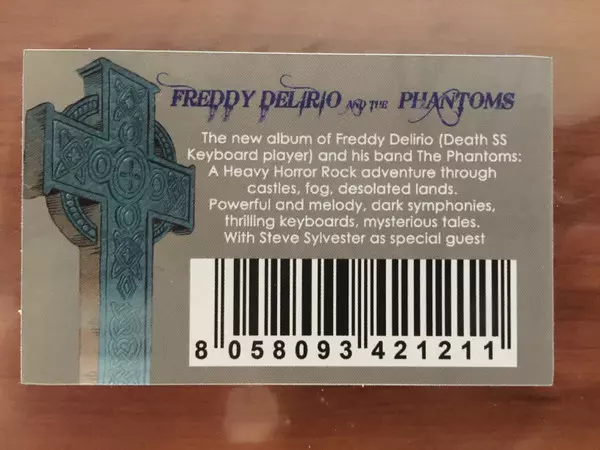 FREDDY DELIRIO AND THE PHANTOMS
The new album of Freddy Delirio (Death SS
Keyboard player) and his band The Phantoms:
A Heavy Horror Rock adventure through
castles, fog, desolated lands.
Powerful and melody, dark symphonies,
thrilling keyboards, mysterious tales.
With Steve Sylvester as special guest
8 058093 421211